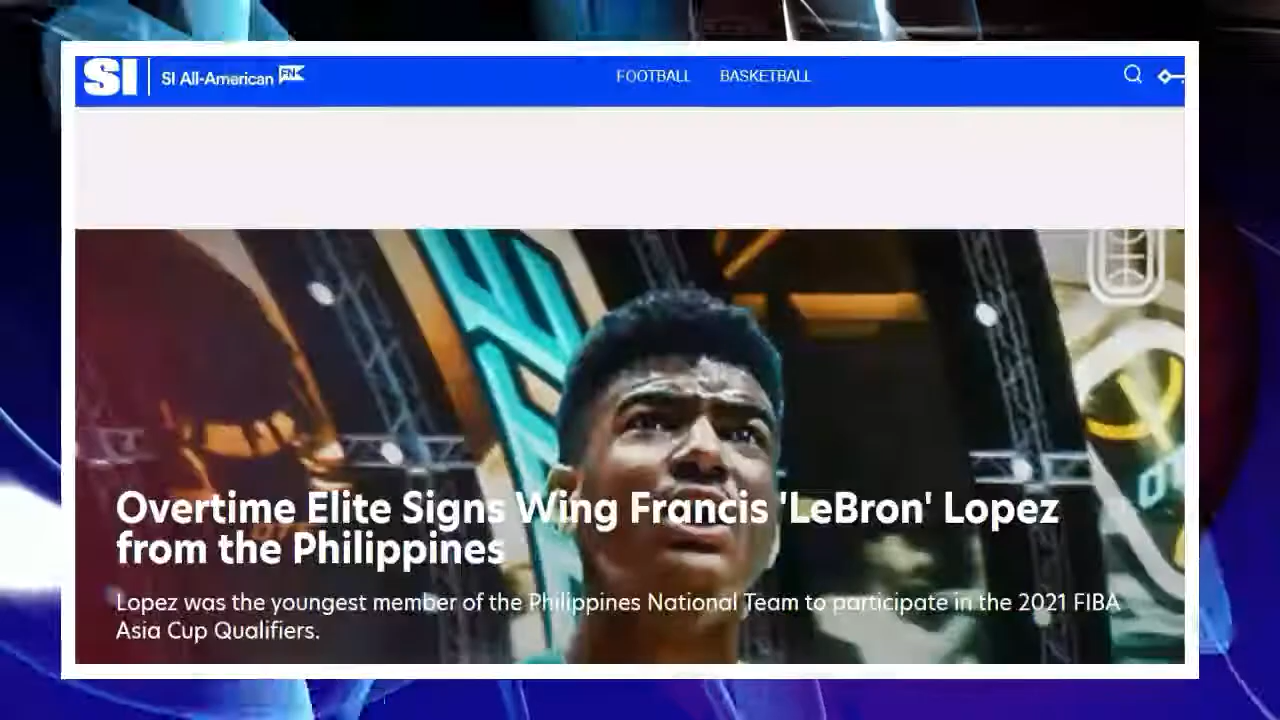 SI
SI All-American FN
FOOTBALL BASKETBALL
Overtime Elite Signs Wing Francis 'LeBron' Lopez
from the Philippines
Lopez was the youngest member of the Philippines National Team to participate in the 2021 FIBA
Asia Cup Qualifiers.